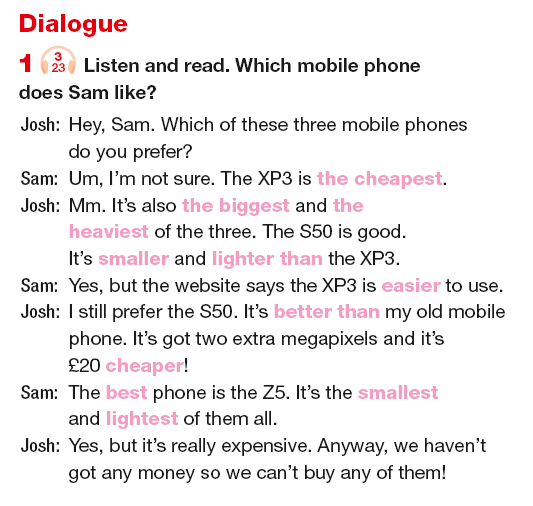 Dialogue
1 3 23 Listen and read. Which mobile phone
does Sam like?
Josh: Hey, Sam. Which of these three mobile phones
do you prefer?
Sam: Um, I'm not sure. The XP3 is the cheapest.
Josh: Mm. It's also the biggest and the
heaviest of the three. The S50 is good.
It's smaller and lighter than the XP3.
Sam: Yes, but the website says the XP3 is easier to use.
Josh: I still prefer the S50. It's better than my old mobile
phone. It's got two extra megapixels and it's
£20 cheaper!
Sam: The best phone is the Z5. It's the smallest
and lightest of them all.
Josh: Yes, but it's really expensive. Anyway, we haven't
got any money so we can't buy any of them!